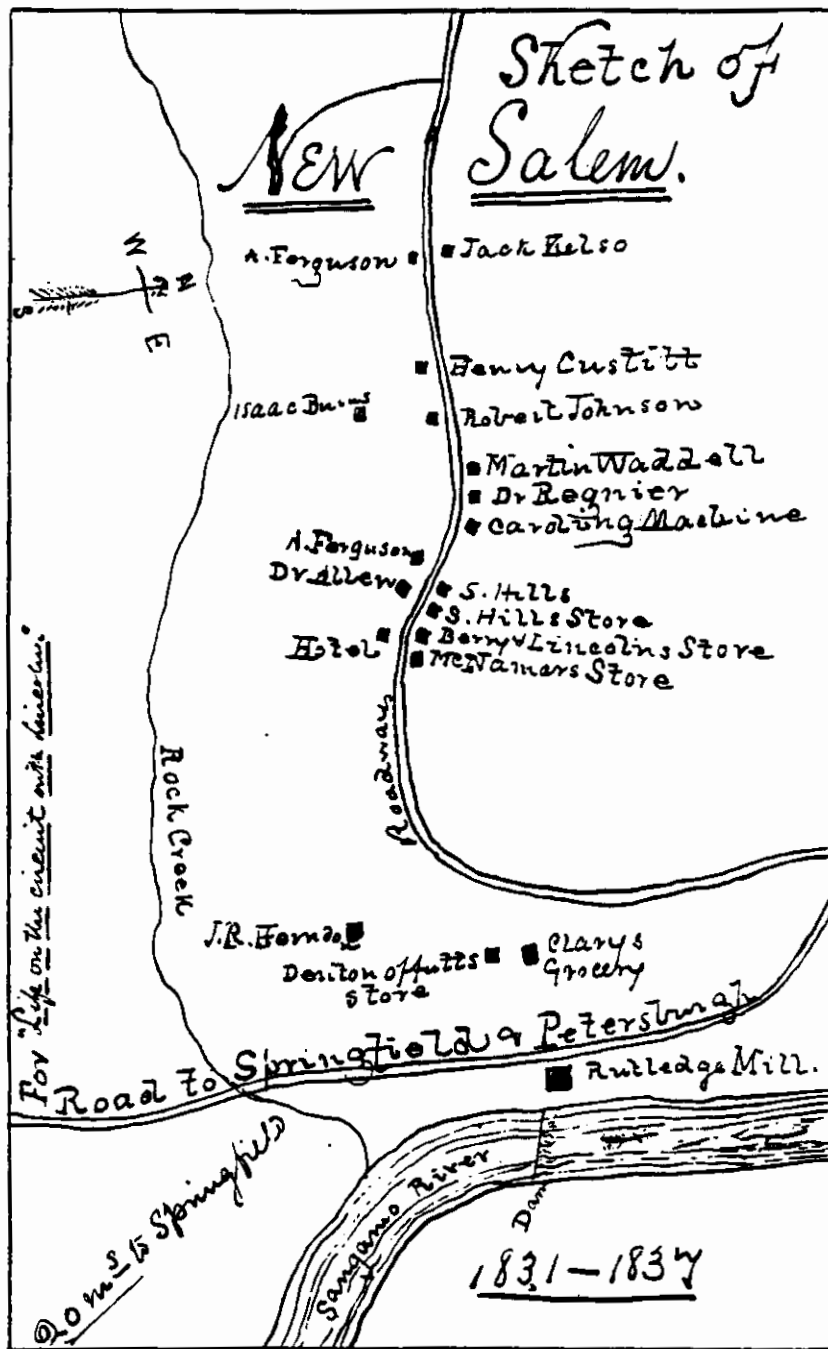 Sketch of
New Salem.
W
N
S
E
A. Ferguson
Jack Kelso
Henry Custitt
Isaac Burns
Robert Johnson
Martin Waddell
Dr Regnier
Carding Machine
A. Ferguson
Dr Allen
S. Hills
S. Hills Store
Hotel
Berry & Lincolns Store
McNamars Store
Roadway
Rock Creek
For "Life on the circuit with Lincoln"
J.R. Herndon
Denton offutts
Store
Clarys
Grocery
Road to Springfield & Petersburgh
Rutledge Mill.
20 ms to Springfield
Sangamo River
Dam
1831–1837